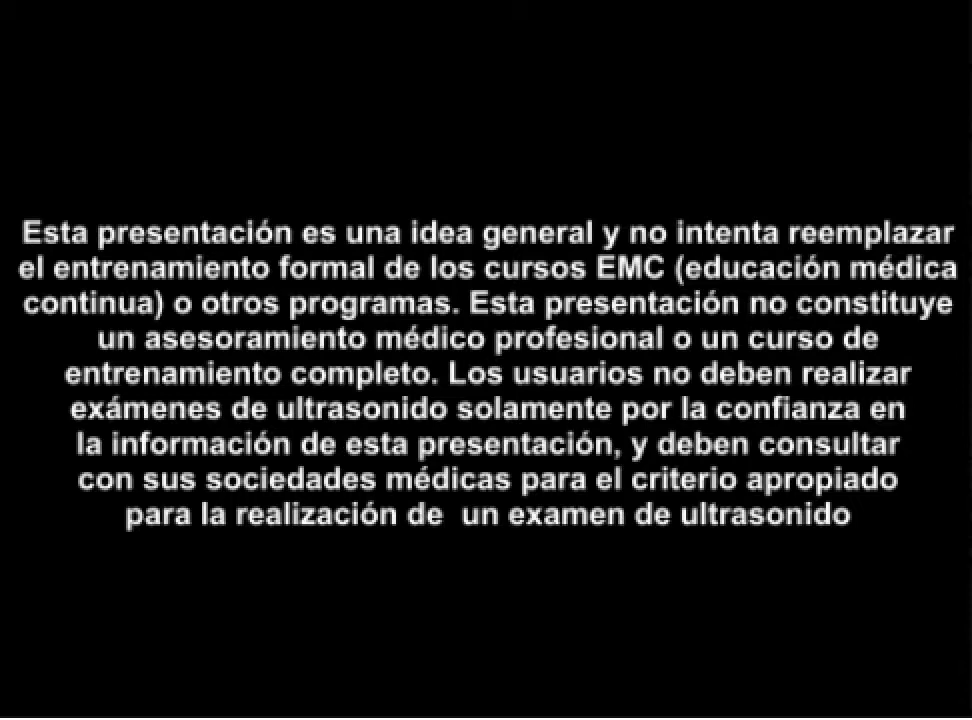 Esta presentación es una idea general y no intenta reemplazar
el entrenamiento formal de los cursos EMC (educación médica
continua) o otros programas. Esta presentación no constituye
un asesoramiento médico profesional o un curso de
entrenamiento completo. Los usuarios no deben realizar
exámenes de ultrasonido solamente por la confianza en
la información de esta presentación, y deben consultar
con sus sociedades médicas para el criterio apropiado
para la realización de  un examen de ultrasonido